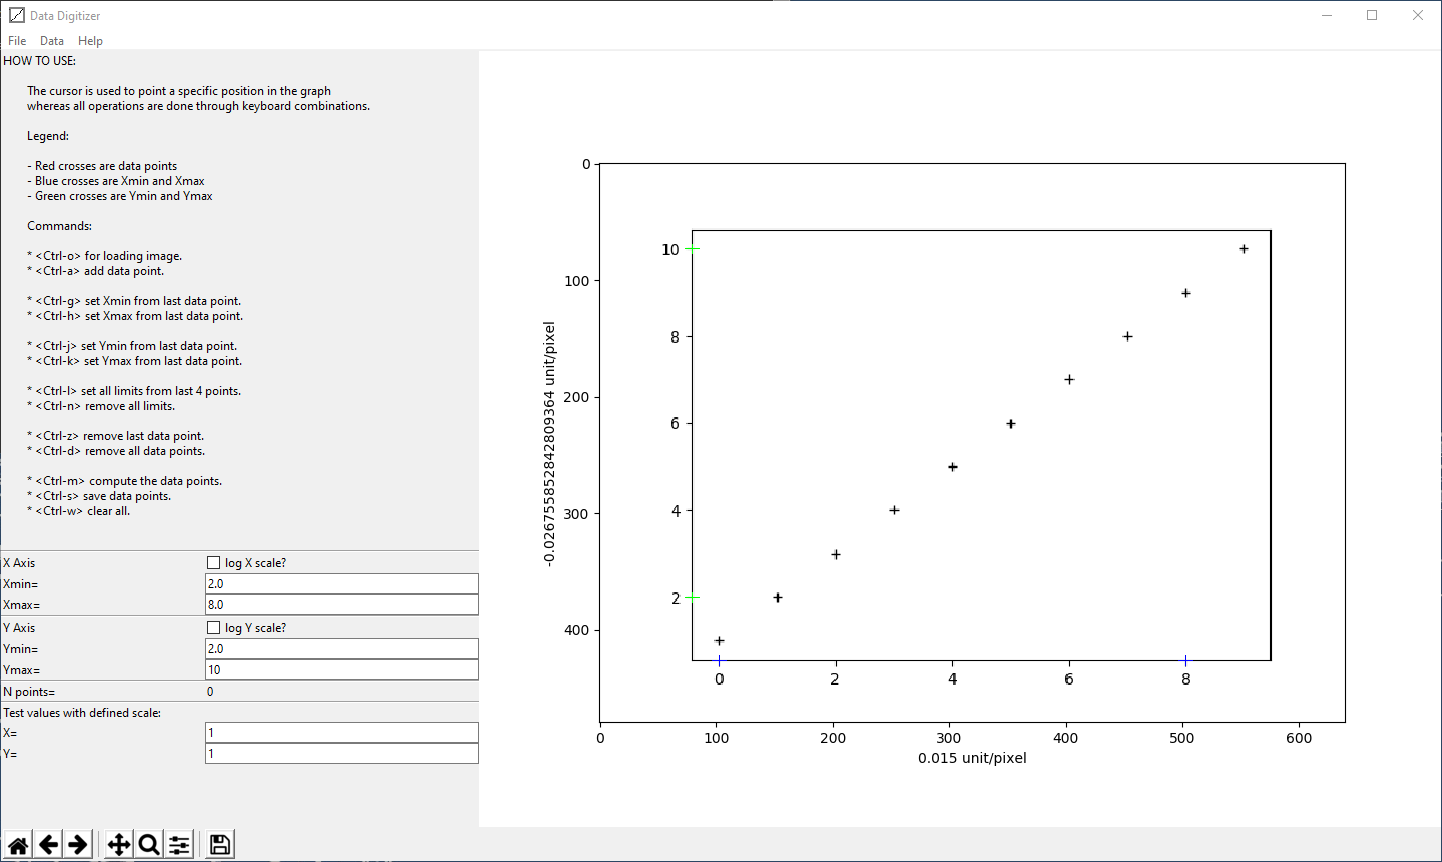 Data Digitizer
File Data Help
HOW TO USE:
The cursor is used to point a specific position in the graph
whereas all operations are done through keyboard combinations.
Legend:
- Red crosses are data points
- Blue crosses are Xmin and Xmax
- Green crosses are Ymin and Ymax
Commands:
* <Ctrl-o> for loading image.
* <Ctrl-a> add data point.
* <Ctrl-g> set Xmin from last data point.
* <Ctrl-h> set Xmax from last data point.
* <Ctrl-j> set Ymin from last data point.
* <Ctrl-k> set Ymax from last data point.
* <Ctrl-l> set all limits from last 4 points.
* <Ctrl-n> remove all limits.
* <Ctrl-z> remove last data point.
* <Ctrl-d> remove all data points.
* <Ctrl-m> compute the data points.
* <Ctrl-s> save data points.
* <Ctrl-w> clear all.
X Axis log X scale?
Xmin= 2.0
Xmax= 8.0
Y Axis log Y scale?
Ymin= 2.0
Ymax= 10
N points= 0
Test values with defined scale:
X= 1
Y= 1
-0.0267558528428093​64 unit/pixel
0
100
200
300
400
10
8
6
4
2
0 2 4 6 8
0 100 200 300 400 500 600
0.015 unit/pixel